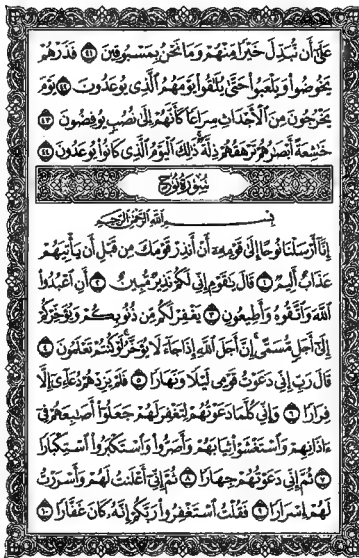 عَلَىٰٓ أَن نُّبَدِّلَ خَيْرًا مِّنْهُمْ وَمَا نَحْنُ بِمَسْبُوقِينَ ٤١ فَذَرْهُمْ
يَخُوضُوا۟ وَيَلْعَبُوا۟ حَتَّىٰ يُلَٰقُوا۟ يَوْمَهُمُ ٱلَّذِى يُوعَدُونَ ٤٢ يَوْمَ
يَخْرُجُونَ مِنَ ٱلْأَجْدَاثِ سِرَاعًا كَأَنَّهُمْ إِلَىٰ نُصُبٍ يُوفِضُونَ ٤٣
خَٰشِعَةً أَبْصَٰرُهُمْ تَرْهَقُهُمْ ذِلَّةٌ ذَٰلِكَ ٱلْيَوْمُ ٱلَّذِى كَانُوا۟ يُوعَدُونَ ٤٤
سُورَةُ نُوحٍ
بِسْمِ ٱللَّهِ ٱلرَّحْمَٰنِ ٱلرَّحِيمِ
إِنَّآ أَرْسَلْنَا نُوحًا إِلَىٰ قَوْمِهِۦٓ أَنْ أَنذِرْ قَوْمَكَ مِن قَبْلِ أَن يَأْتِيَهُمْ
عَذَابٌ أَلِيمٌ ١ قَالَ يَٰقَوْمِ إِنِّى لَكُمْ نَذِيرٌ مُّبِينٌ ٢ أَنِ ٱعْبُدُوا۟
ٱللَّهَ وَٱتَّقُوهُ وَأَطِيعُونِ ٣ يَغْفِرْ لَكُم مِّن ذُنُوبِكُمْ وَيُؤَخِّرْكُمْ
إِلَىٰٓ أَجَلٍ مُّسَمًّى إِنَّ أَجَلَ ٱللَّهِ إِذَا جَآءَ لَا يُؤَخَّرُ لَوْ كُنتُمْ تَعْلَمُونَ ٤
قَالَ رَبِّ إِنِّى دَعَوْتُ قَوْمِى لَيْلًا وَنَهَارًا ٥ فَلَمْ يَزِدْهُمْ دُعَآءِىٓ إِلَّا
فِرَارًا ٦ وَإِنِّى كُلَّمَا دَعَوْتُهُمْ لِتَغْفِرَ لَهُمْ جَعَلُوٓا۟ أَصَٰبِعَهُمْ فِىٓ
ءَاذَانِهِمْ وَٱسْتَغْشَوْا۟ ثِيَابَهُمْ وَأَصَرُّوا۟ وَٱسْتَكْبَرُوا۟ ٱسْتِكْبَارًا
٧ ثُمَّ إِنِّى دَعَوْتُهُمْ جِهَارًا ٨ ثُمَّ إِنِّىٓ أَعْلَنتُ لَهُمْ وَأَسْرَرْتُ
لَهُمْ إِسْرَارًا ٩ فَقُلْتُ ٱسْتَغْفِرُوا۟ رَبَّكُمْ إِنَّهُۥ كَانَ غَفَّارًا ١٠